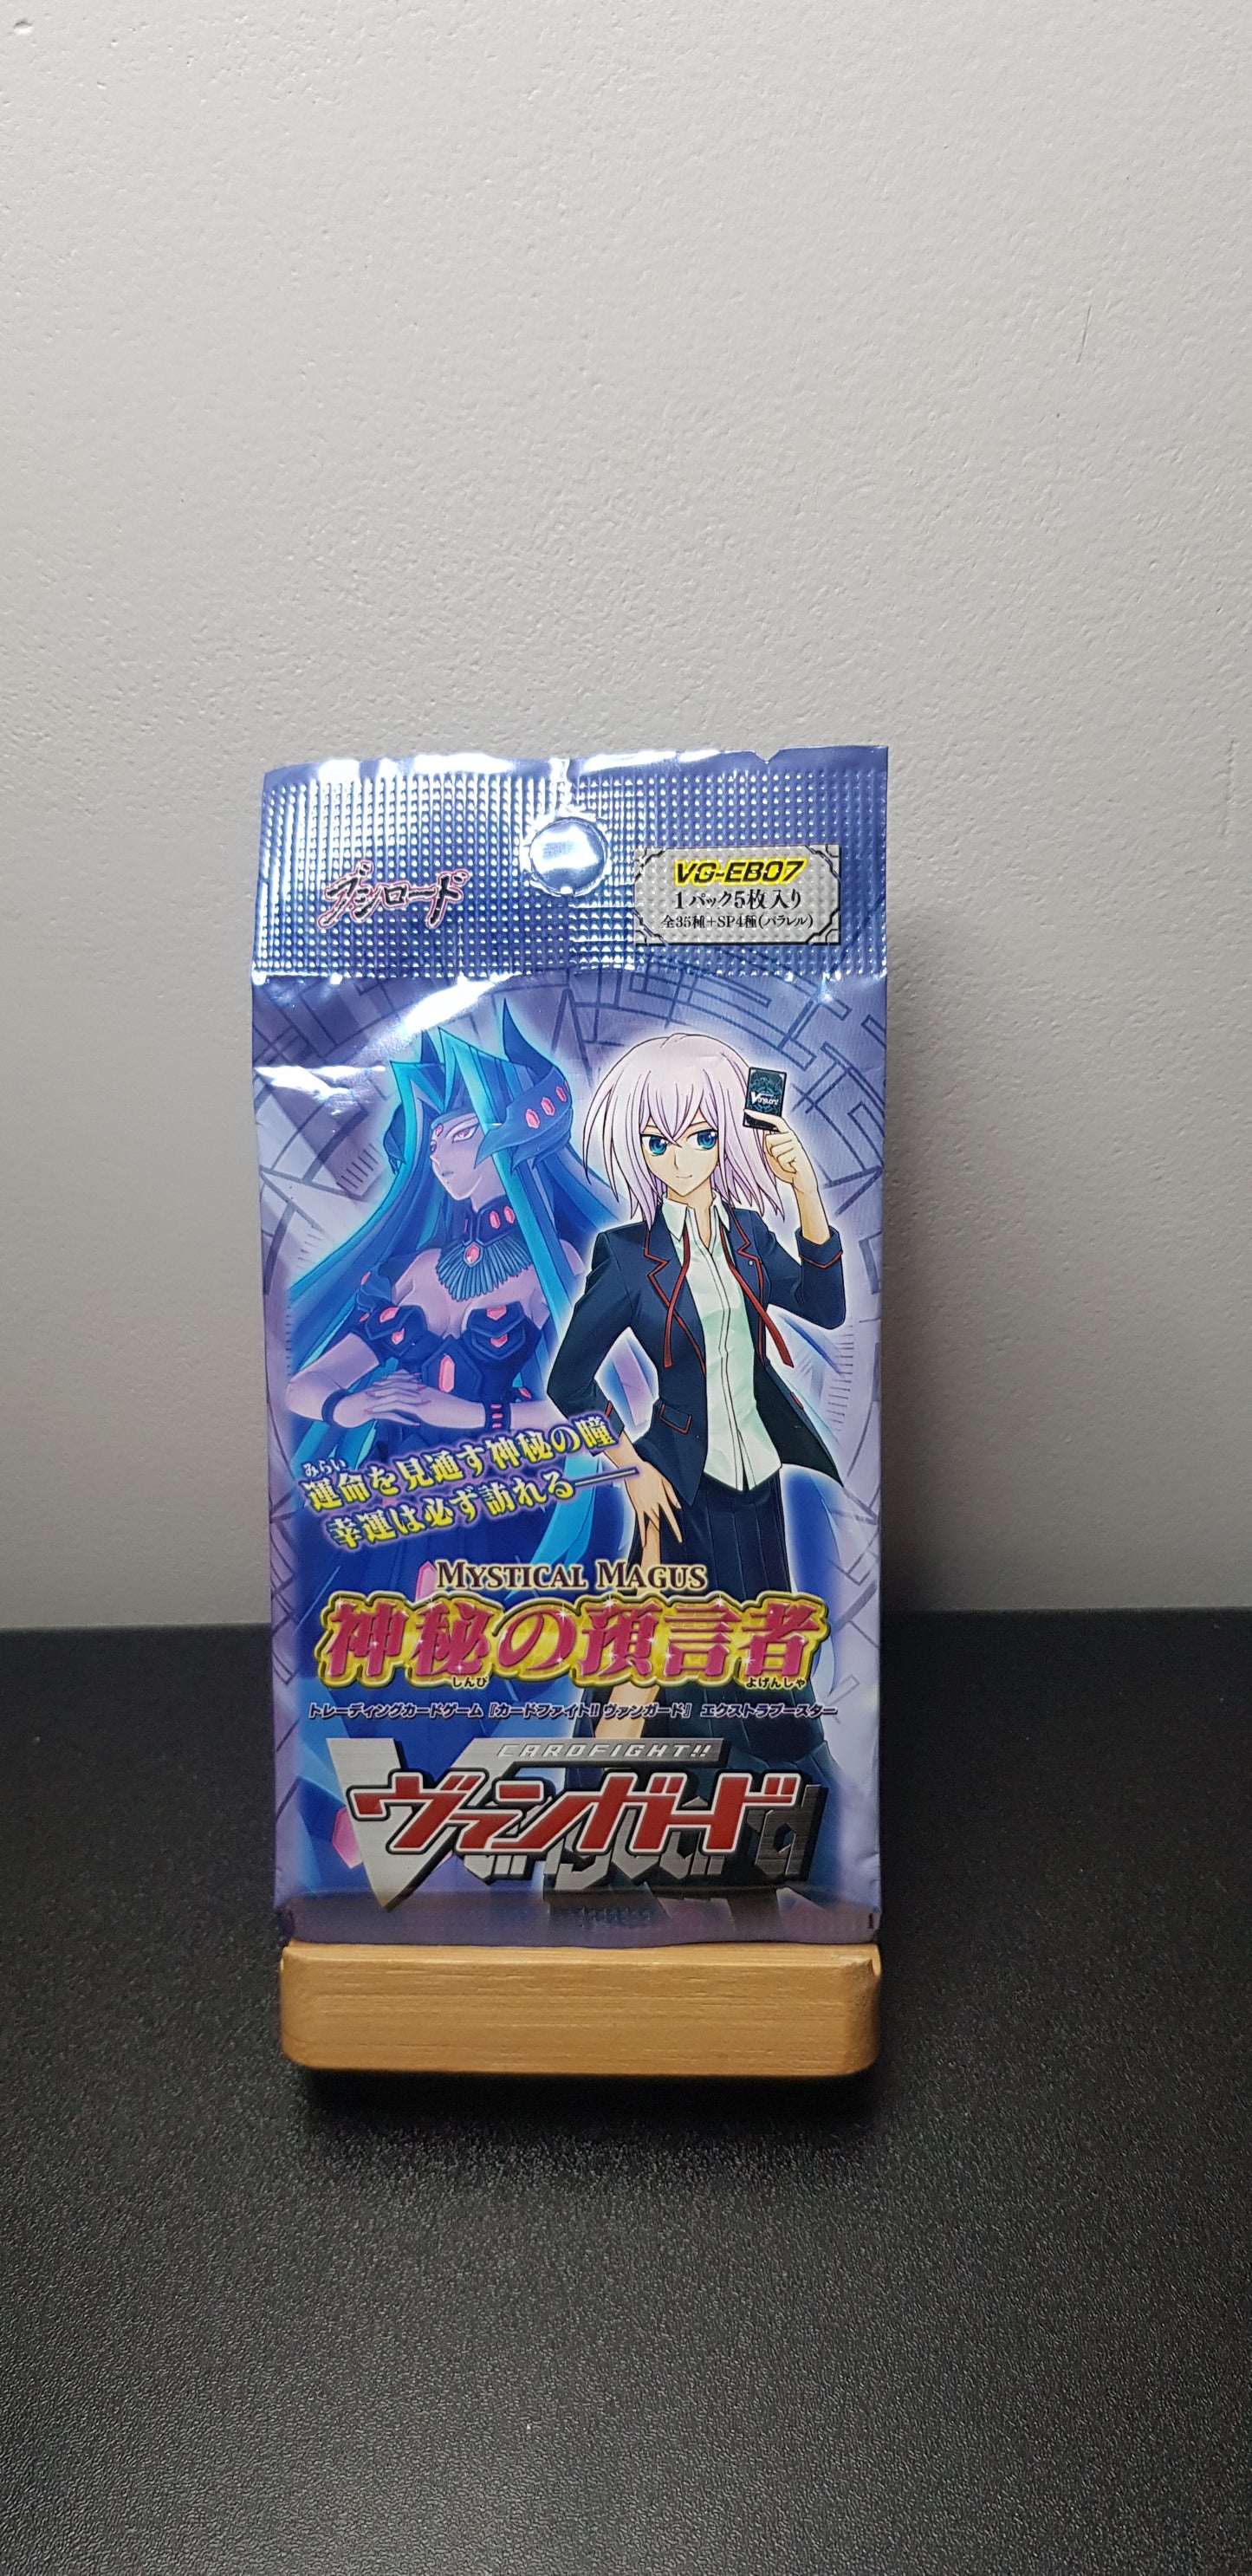 ブシロード
VG-EB07
1パック5枚入り
全35種+SP4種(パラレル)
Vanguard
みらい
運命を見通す神秘の瞳
幸運は必ず訪れる――
MYSTICAL MAGUS
神秘の預言者
しんぴ よげんしゃ
トレーディングカードゲーム『カードファイト!! ヴァンガード』 エクストラブースター
CARDFIGHT!!
ヴァンガード
Vanguard